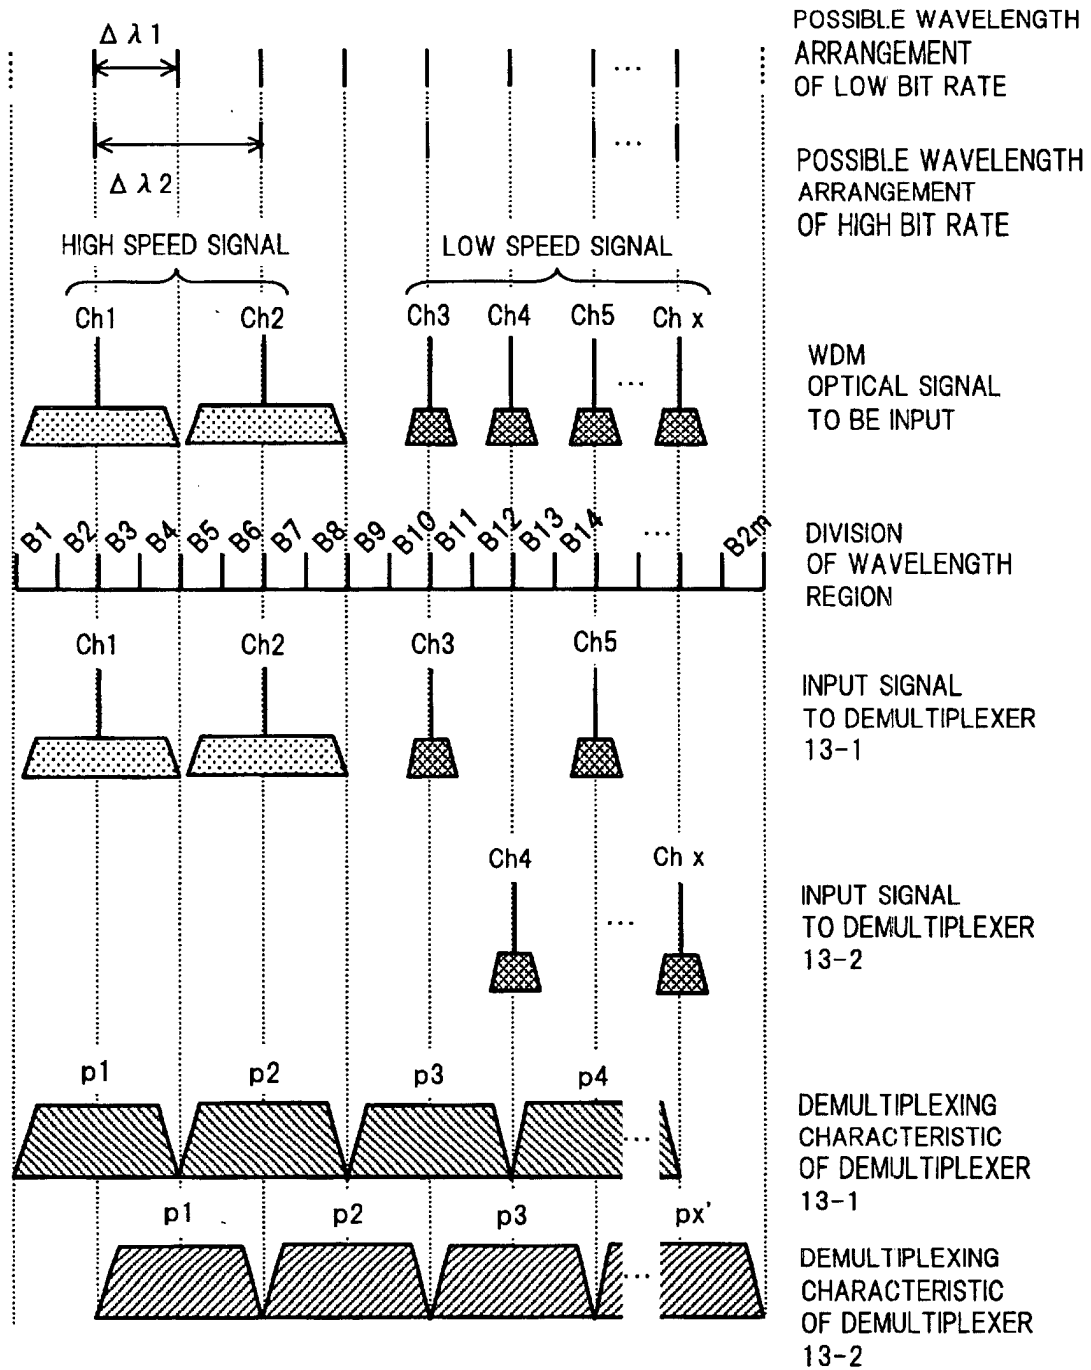 Δ λ1
POSSIBLE WAVELENGTH
ARRANGEMENT
OF LOW BIT RATE
...
Δ λ2
...
POSSIBLE WAVELENGTH
ARRANGEMENT
OF HIGH BIT RATE
HIGH SPEED SIGNAL
LOW SPEED SIGNAL
Ch1 Ch2 Ch3 Ch4 Ch5 Ch x
...
WDM
OPTICAL SIGNAL
TO BE INPUT
B1 B2 B3 B4 B5 B6 B7 B8 B9 B10 B11 B12 B13 B14 ... B2m
DIVISION
OF WAVELENGTH
REGION
Ch1 Ch2 Ch3 Ch5
INPUT SIGNAL
TO DEMULTIPLEXER
13-1
Ch4 Ch x
...
INPUT SIGNAL
TO DEMULTIPLEXER
13-2
p1 p2 p3 p4
...
DEMULTIPLEXING
CHARACTERISTIC
OF DEMULTIPLEXER
13-1
p1 p2 p3 px'
...
DEMULTIPLEXING
CHARACTERISTIC
OF DEMULTIPLEXER
13-2